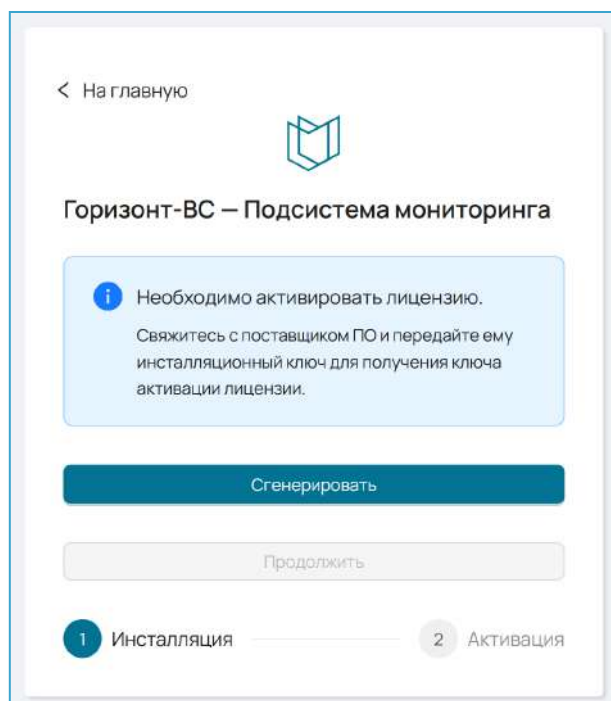 < На главную
Горизонт-ВС — Подсистема мониторинга
Необходимо активировать лицензию.
Свяжитесь с поставщиком ПО и передайте ему
инсталляционный ключ для получения ключа
активации лицензии.
Сгенерировать
Продолжить
1 Инсталляция 2 Активация